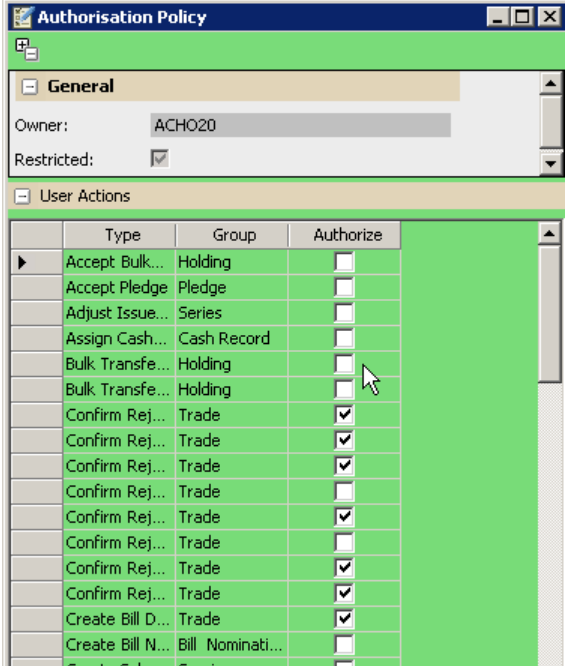 Authorisation Policy
General
Owner: ACHO20
Restricted:
User Actions
Type Group Authorize
Accept Bulk... Holding
Accept Pledge Pledge
Adjust Issue... Series
Assign Cash... Cash Record
Bulk Transfe... Holding
Bulk Transfe... Holding
Confirm Rej... Trade
Confirm Rej... Trade
Confirm Rej... Trade
Confirm Rej... Trade
Confirm Rej... Trade
Confirm Rej... Trade
Confirm Rej... Trade
Confirm Rej... Trade
Create Bill D... Trade
Create Bill N... Bill Nominati...